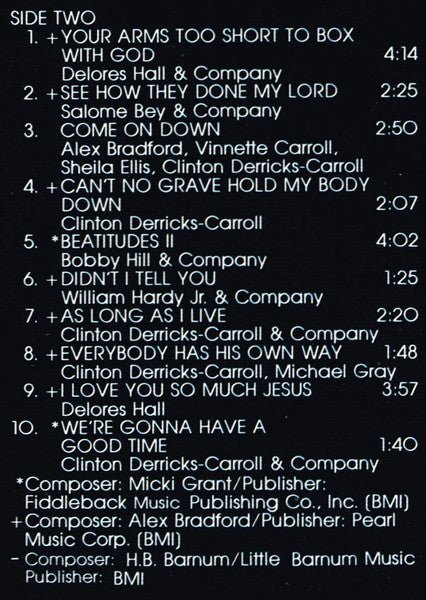 SIDE TWO
1. +YOUR ARMS TOO SHORT TO BOX
WITH GOD 4:14
Delores Hall & Company
2. +SEE HOW THEY DONE MY LORD 2:25
Salome Bey & Company
3. COME ON DOWN 2:50
Alex Bradford, Vinnette Carroll,
Sheila Ellis, Clinton Derricks-Carroll
4. +CAN'T NO GRAVE HOLD MY BODY
DOWN 2:07
Clinton Derricks-Carroll
5. *BEATITUDES II 4:02
Bobby Hill & Company
6. +DIDN'T I TELL YOU 1:25
William Hardy Jr. & Company
7. +AS LONG AS I LIVE 2:20
Clinton Derricks-Carroll & Company
8. +EVERYBODY HAS HIS OWN WAY 1:48
Clinton Derricks-Carroll, Michael Gray
9. +I LOVE YOU SO MUCH JESUS 3:57
Delores Hall
10. *WE'RE GONNA HAVE A
GOOD TIME 1:40
Clinton Derricks-Carroll & Company
*Composer: Micki Grant/Publisher:
Fiddleback Music Publishing Co., Inc. (BMI)
+Composer: Alex Bradford/Publisher: Pearl
Music Corp. (BMI)
- Composer: H.B. Barnum/Little Barnum Music
Publisher: BMI